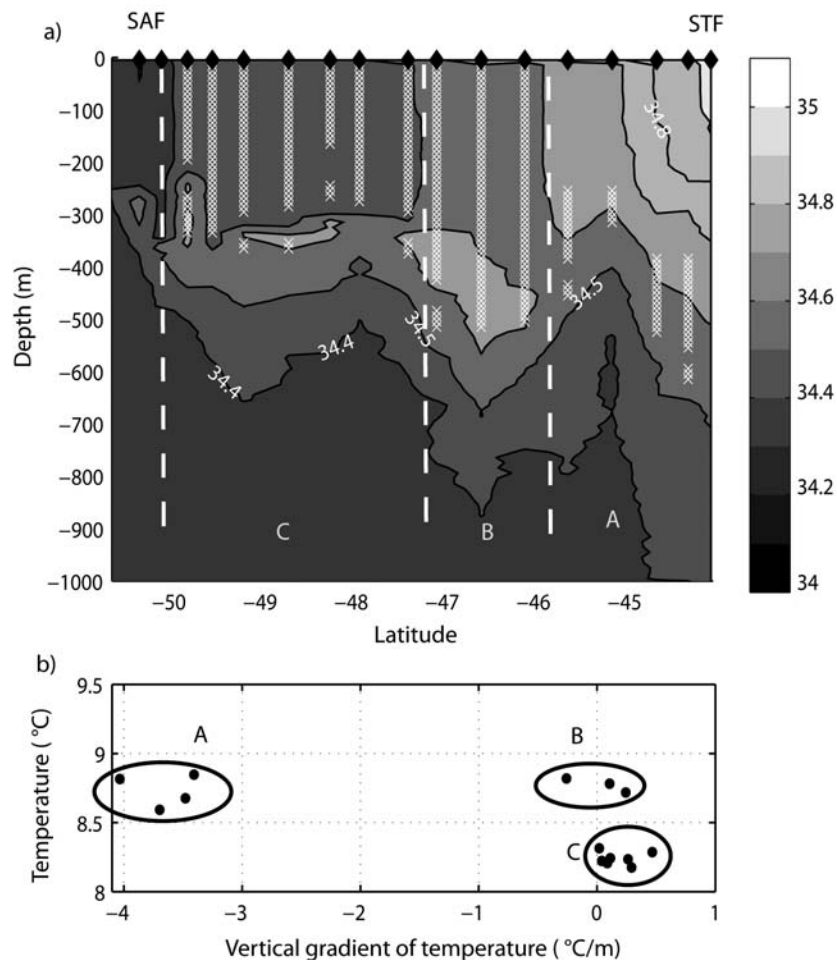 SAF
STF
a)
0
−100
−200
−300
−400
−500
−600
−700
−800
−900
−1000
Depth (m)
34.8
34.5
34.5
34.4
34.4
C
B
A
−50
−49
−48
−47
−46
−45
Latitude
35
34.8
34.6
34.4
34.2
34
b)
9.5
9
8.5
8
Temperature ( °C)
A
B
C
−4
−3
−2
−1
0
1
Vertical gradient of temperature ( °C/m)